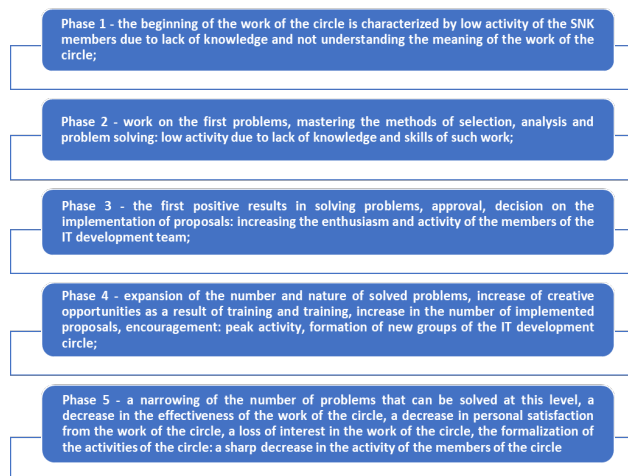 Phase 1 - the beginning of the work of the circle is characterized by low activity of the SNK
members due to lack of knowledge and not understanding the meaning of the work of the
circle;
Phase 2 - work on the first problems, mastering the methods of selection, analysis and
problem solving: low activity due to lack of knowledge and skills of such work;
Phase 3 - the first positive results in solving problems, approval, decision on the
implementation of proposals: increasing the enthusiasm and activity of the members of the
IT development team;
Phase 4 - expansion of the number and nature of solved problems, increase of creative
opportunities as a result of training and training, increase in the number of implemented
proposals, encouragement: peak activity, formation of new groups of the IT development
circle;
Phase 5 - a narrowing of the number of problems that can be solved at this level, a
decrease in the effectiveness of the work of the circle, a decrease in personal satisfaction
from the work of the circle, a loss of interest in the work of the circle, the formalization of
the activities of the circle: a sharp decrease in the activity of the members of the circle